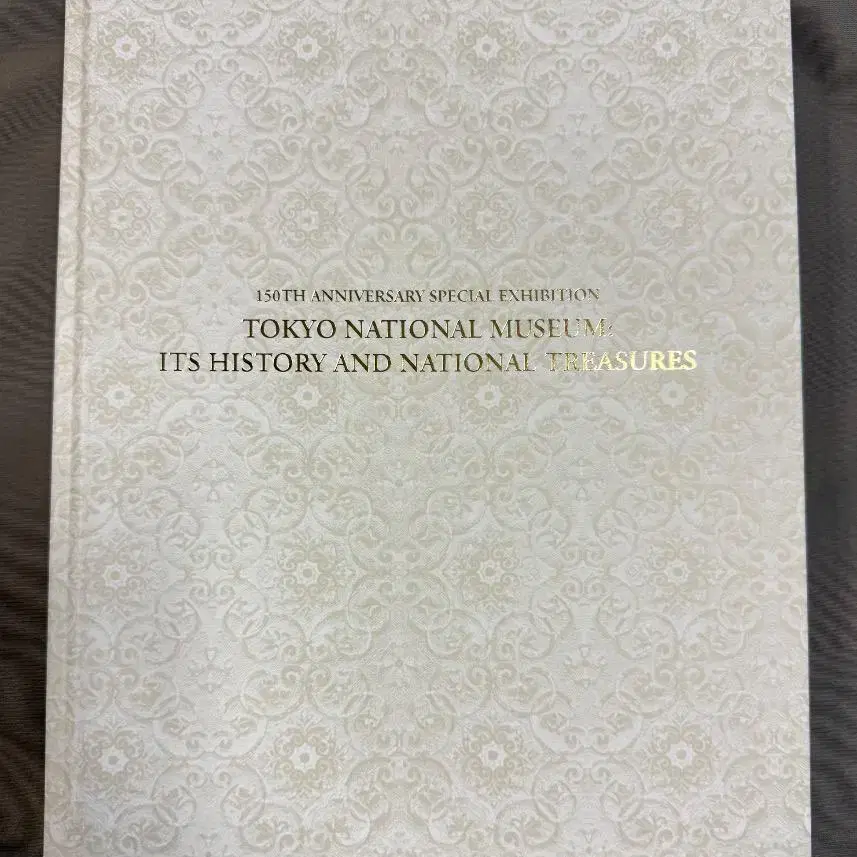 150TH ANNIVERSARY SPECIAL EXHIBITION
TOKYO NATIONAL MUSEUM:
ITS HISTORY AND NATIONAL TREASURES